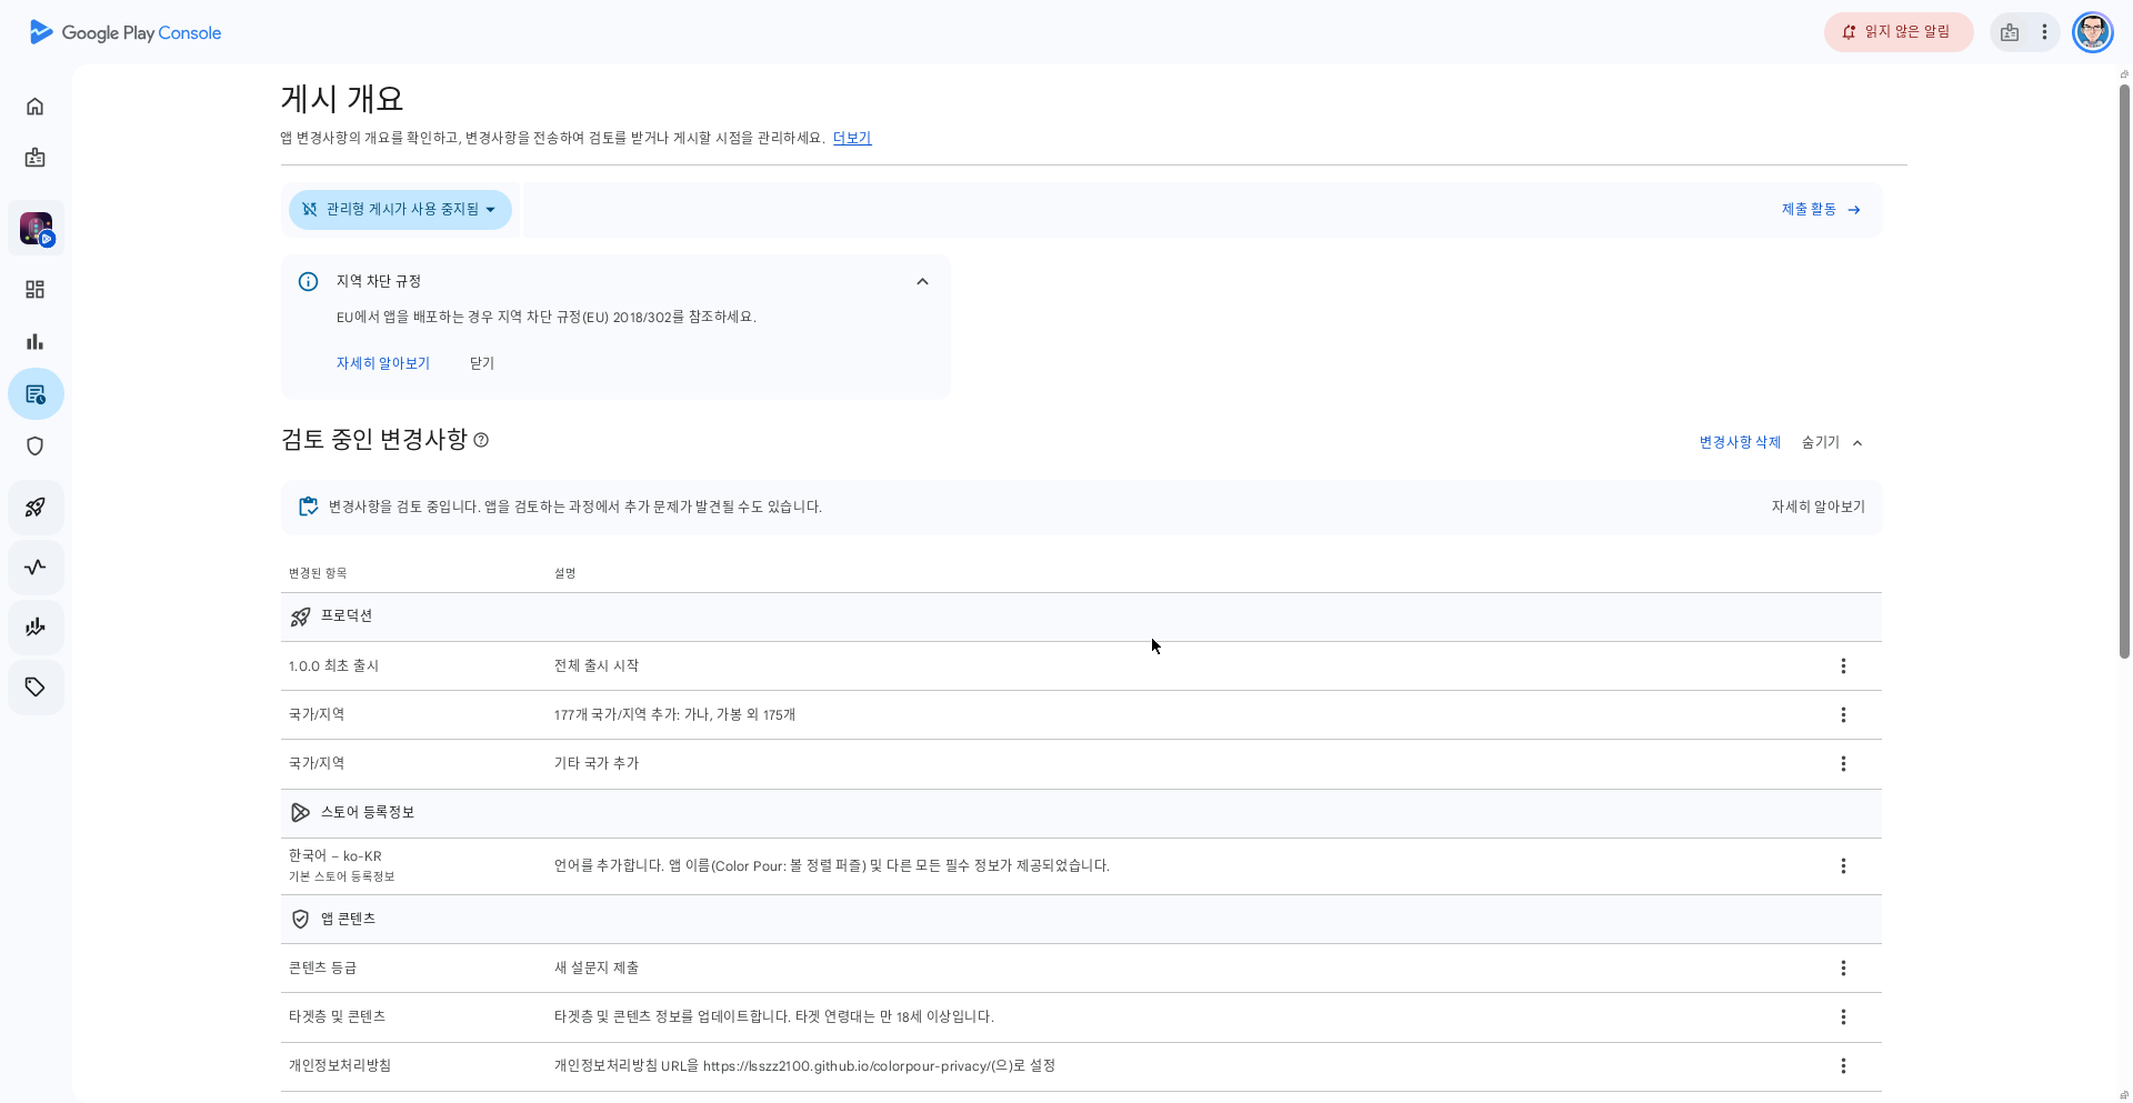 Google Play Console
읽지 않은 알림
게시 개요
앱 변경사항의 개요를 확인하고, 변경사항을 전송하여 검토를 받거나 게시할 시점을 관리하세요. 더보기
관리형 게시가 사용 중지됨
제출 활동
지역 차단 규정
EU에서 앱을 배포하는 경우 지역 차단 규정(EU) 2018/302를 참조하세요.
자세히 알아보기 닫기
검토 중인 변경사항
변경사항 삭제 숨기기
변경사항을 검토 중입니다. 앱을 검토하는 과정에서 추가 문제가 발견될 수도 있습니다. 자세히 알아보기
변경된 항목 설명
프로덕션
1.0.0 최초 출시 전체 출시 시작
국가/지역 177개 국가/지역 추가: 가나, 가봉 외 175개
국가/지역 기타 국가 추가
스토어 등록정보
한국어 – ko-KR
기본 스토어 등록정보
언어를 추가합니다. 앱 이름(Color Pour: 볼 정렬 퍼즐) 및 다른 모든 필수 정보가 제공되었습니다.
앱 콘텐츠
콘텐츠 등급 새 설문지 제출
타겟층 및 콘텐츠 타겟층 및 콘텐츠 정보를 업데이트합니다. 타겟 연령대는 만 18세 이상입니다.
개인정보처리방침 개인정보처리방침 URL을 https://lsszz2100.github.io/colorpour-privacy/(으)로 설정